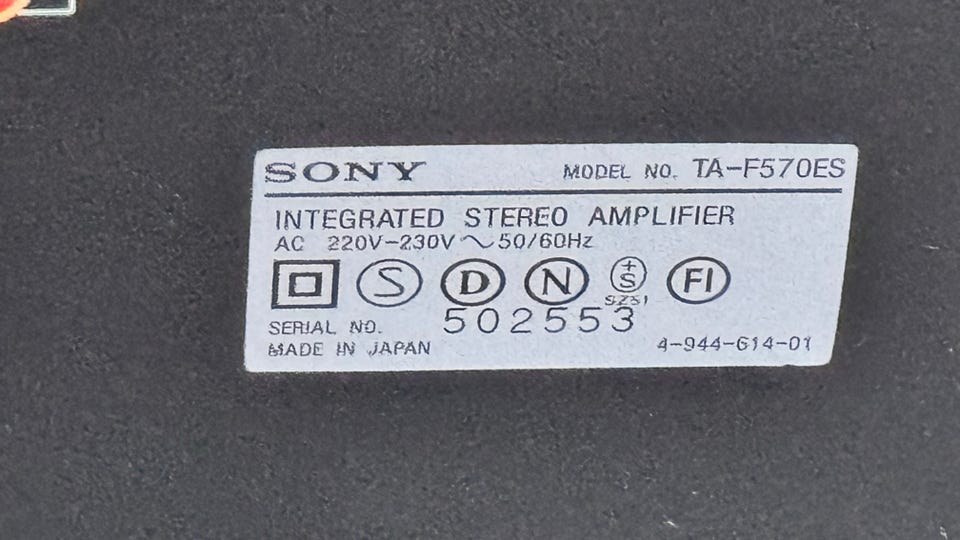 SONY MODEL NO. TA-F570ES
INTEGRATED STEREO AMPLIFIER
AC 220V-230V ~ 50/60Hz
S D N +S FI
SERIAL NO. 502553
MADE IN JAPAN 4-944-614-01